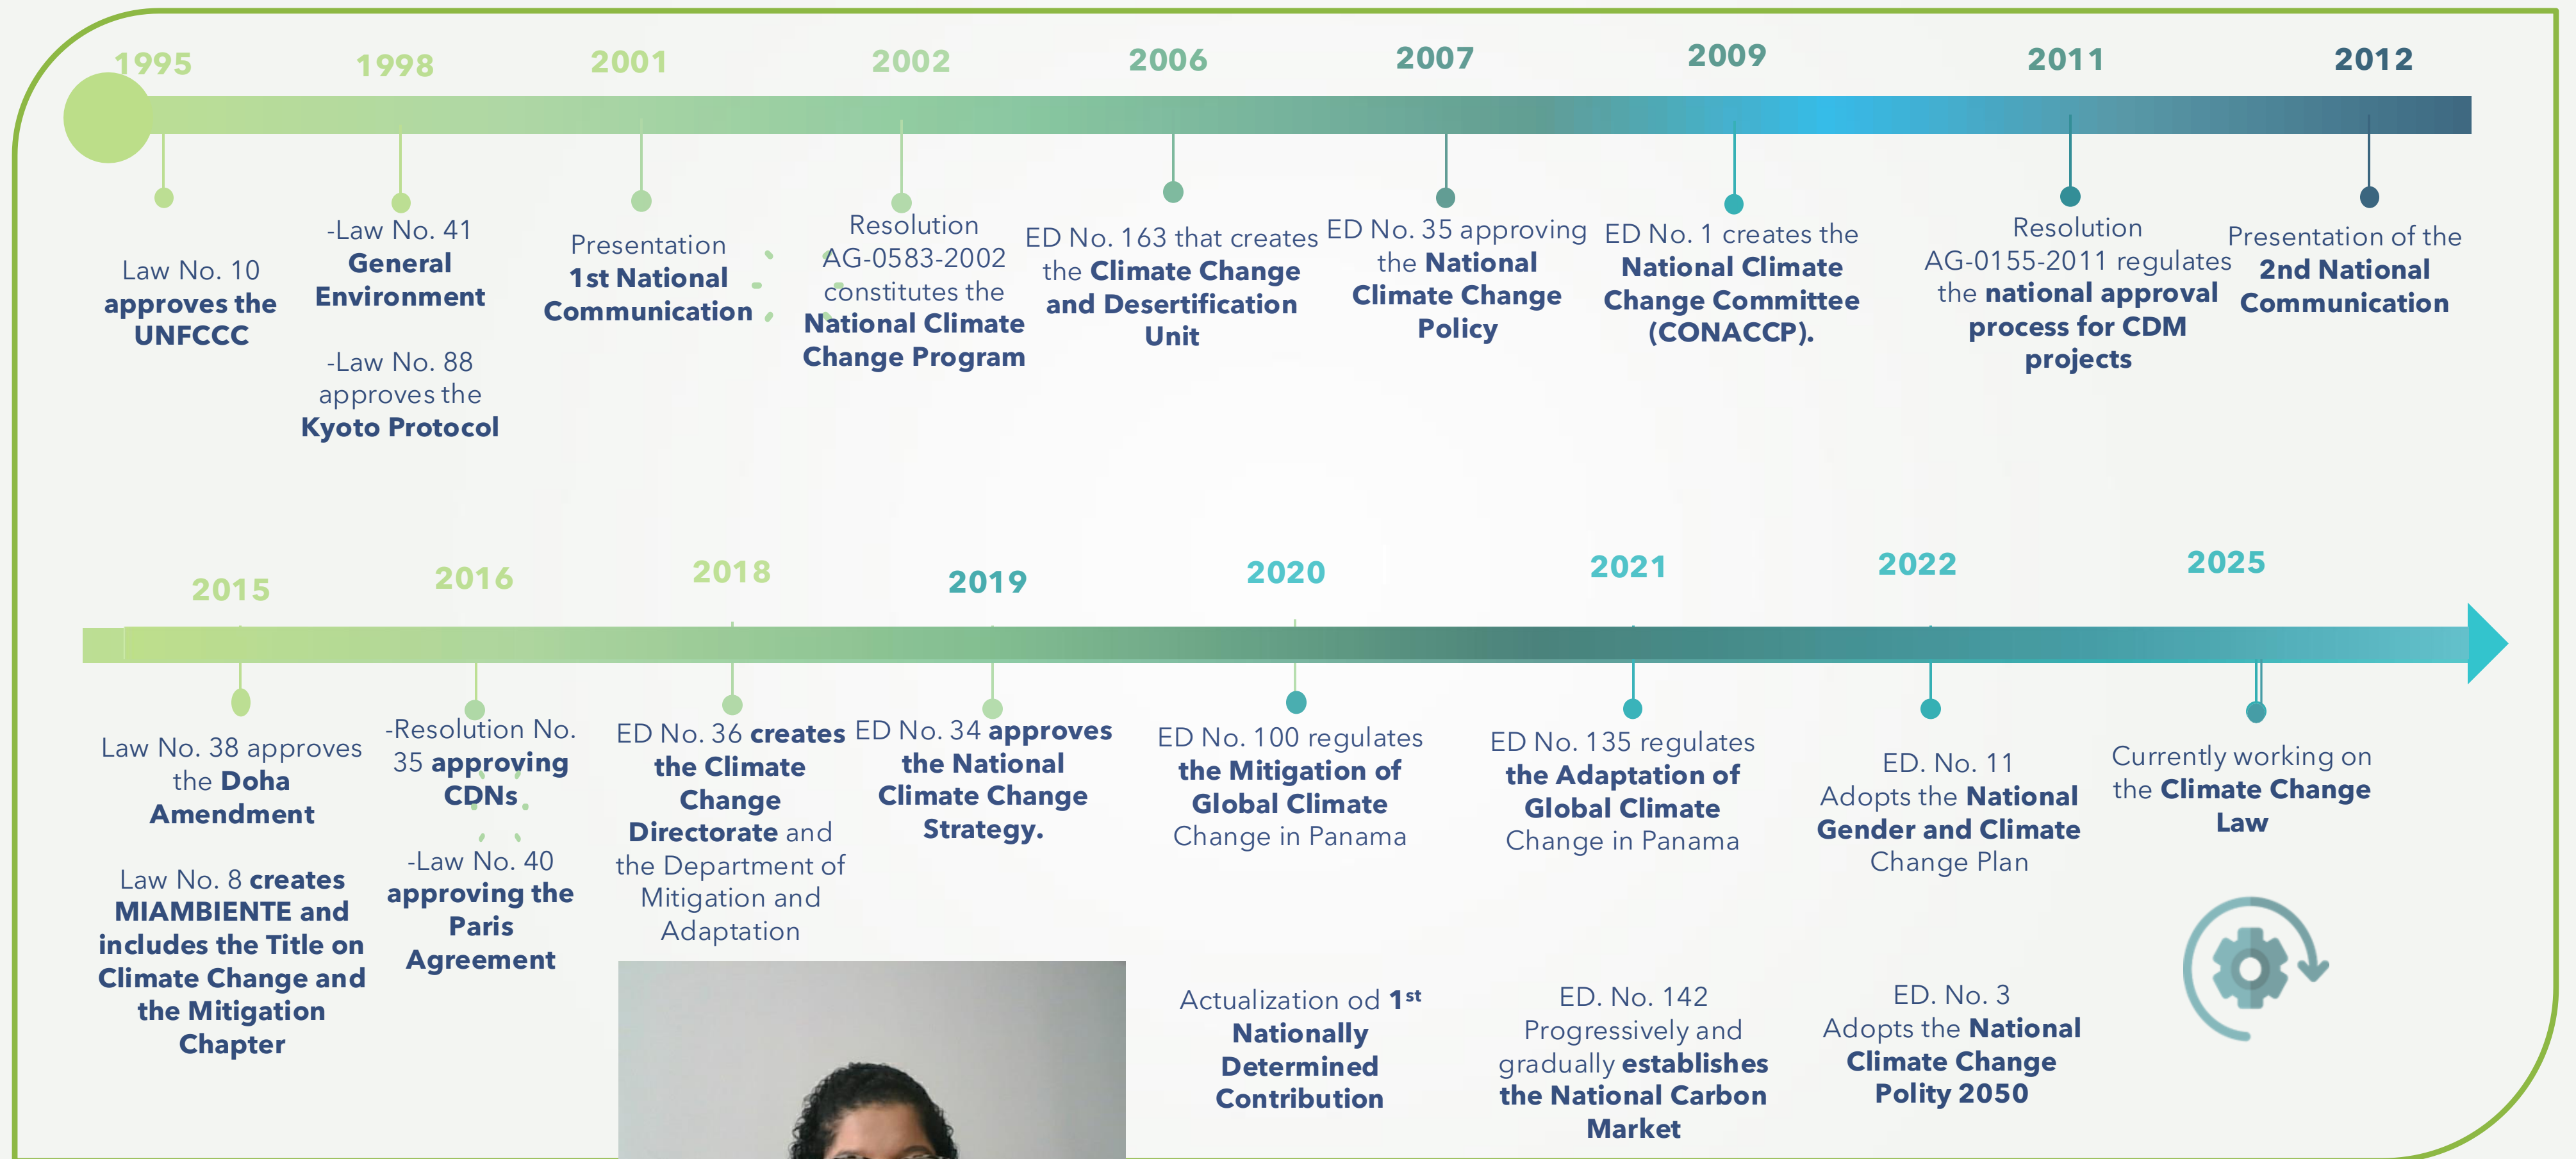 1995
1998
2001
2002
2006
2007
2009
2011
2012
Law No. 10
approves the
UNFCCC
-Law No. 41
General
Environment
-Law No. 88
approves the
Kyoto Protocol
Presentation
1st National
Communication
Resolution
AG-0583-2002
constitutes the
National Climate
Change Program
ED No. 163 that creates
the Climate Change
and Desertification
Unit
ED No. 35 approving
the National
Climate Change
Policy
ED No. 1 creates the
National Climate
Change Committee
(CONACCP).
Resolution
AG-0155-2011 regulates
the national approval
process for CDM
projects
Presentation of the
2nd National
Communication
2015
2016
2018
2019
2020
2021
2022
2025
Law No. 38 approves
the Doha
Amendment
Law No. 8 creates
MIAMBIENTE and
includes the Title on
Climate Change and
the Mitigation
Chapter
-Resolution No.
35 approving
CDNs
-Law No. 40
approving the
Paris
Agreement
ED No. 36 creates
the Climate
Change
Directorate and
the Department of
Mitigation and
Adaptation
ED No. 34 approves
the National
Climate Change
Strategy.
ED No. 100 regulates
the Mitigation of
Global Climate
Change in Panama
Actualization od 1st
Nationally
Determined
Contribution
ED No. 135 regulates
the Adaptation of
Global Climate
Change in Panama
ED. No. 142
Progressively and
gradually establishes
the National Carbon
Market
ED. No. 11
Adopts the National
Gender and Climate
Change Plan
ED. No. 3
Adopts the National
Climate Change
Polity 2050
Currently working on
the Climate Change
Law